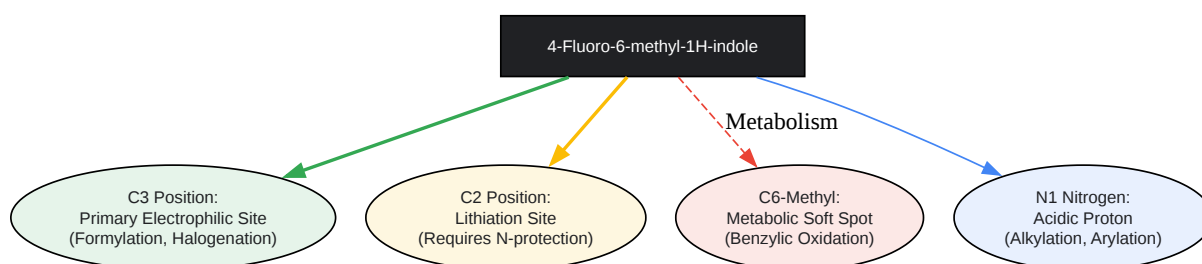 4-Fluoro-6-methyl-1H-indole
Metabolism
C3 Position:
Primary Electrophilic Site
(Formylation, Halogenation)
C2 Position:
Lithiation Site
(Requires N-protection)
C6-Methyl:
Metabolic Soft Spot
(Benzylic Oxidation)
N1 Nitrogen:
Acidic Proton
(Alkylation, Arylation)